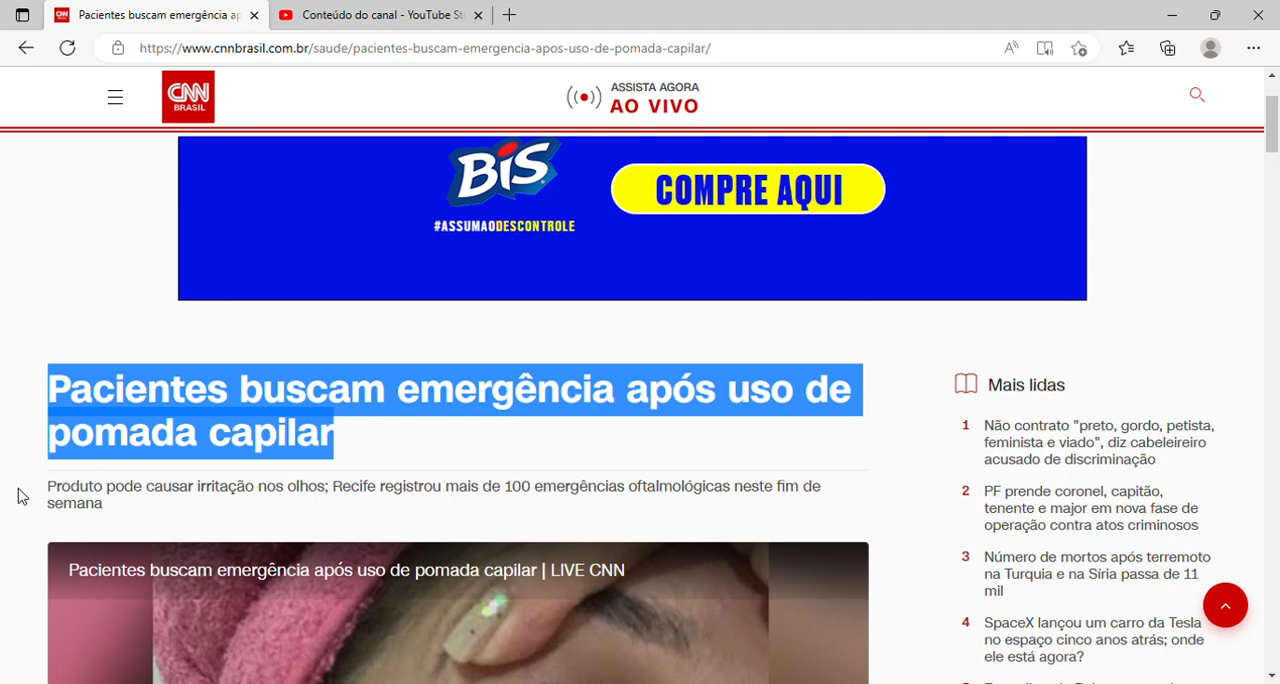 Pacientes buscam emergência ap
Conteúdo do canal - YouTube St
https://www.cnnbrasil.com.br/saude/pacientes-buscam-emergencia-apos-uso-de-pomada-capilar/
CNN
BRASIL
ASSISTA AGORA
AO VIVO
BIS
#ASSUMAODESCONTROLE
COMPRE AQUI
Pacientes buscam emergência após uso de
pomada capilar
Produto pode causar irritação nos olhos; Recife registrou mais de 100 emergências oftalmológicas neste fim de
semana
Pacientes buscam emergência após uso de pomada capilar | LIVE CNN
Mais lidas
1 Não contrato "preto, gordo, petista,
feminista e viado", diz cabeleireiro
acusado de discriminação
2 PF prende coronel, capitão,
tenente e major em nova fase de
operação contra atos criminosos
3 Número de mortos após terremoto
na Turquia e na Síria passa de 11
mil
4 SpaceX lançou um carro da Tesla
no espaço cinco anos atrás; onde
ele está agora?